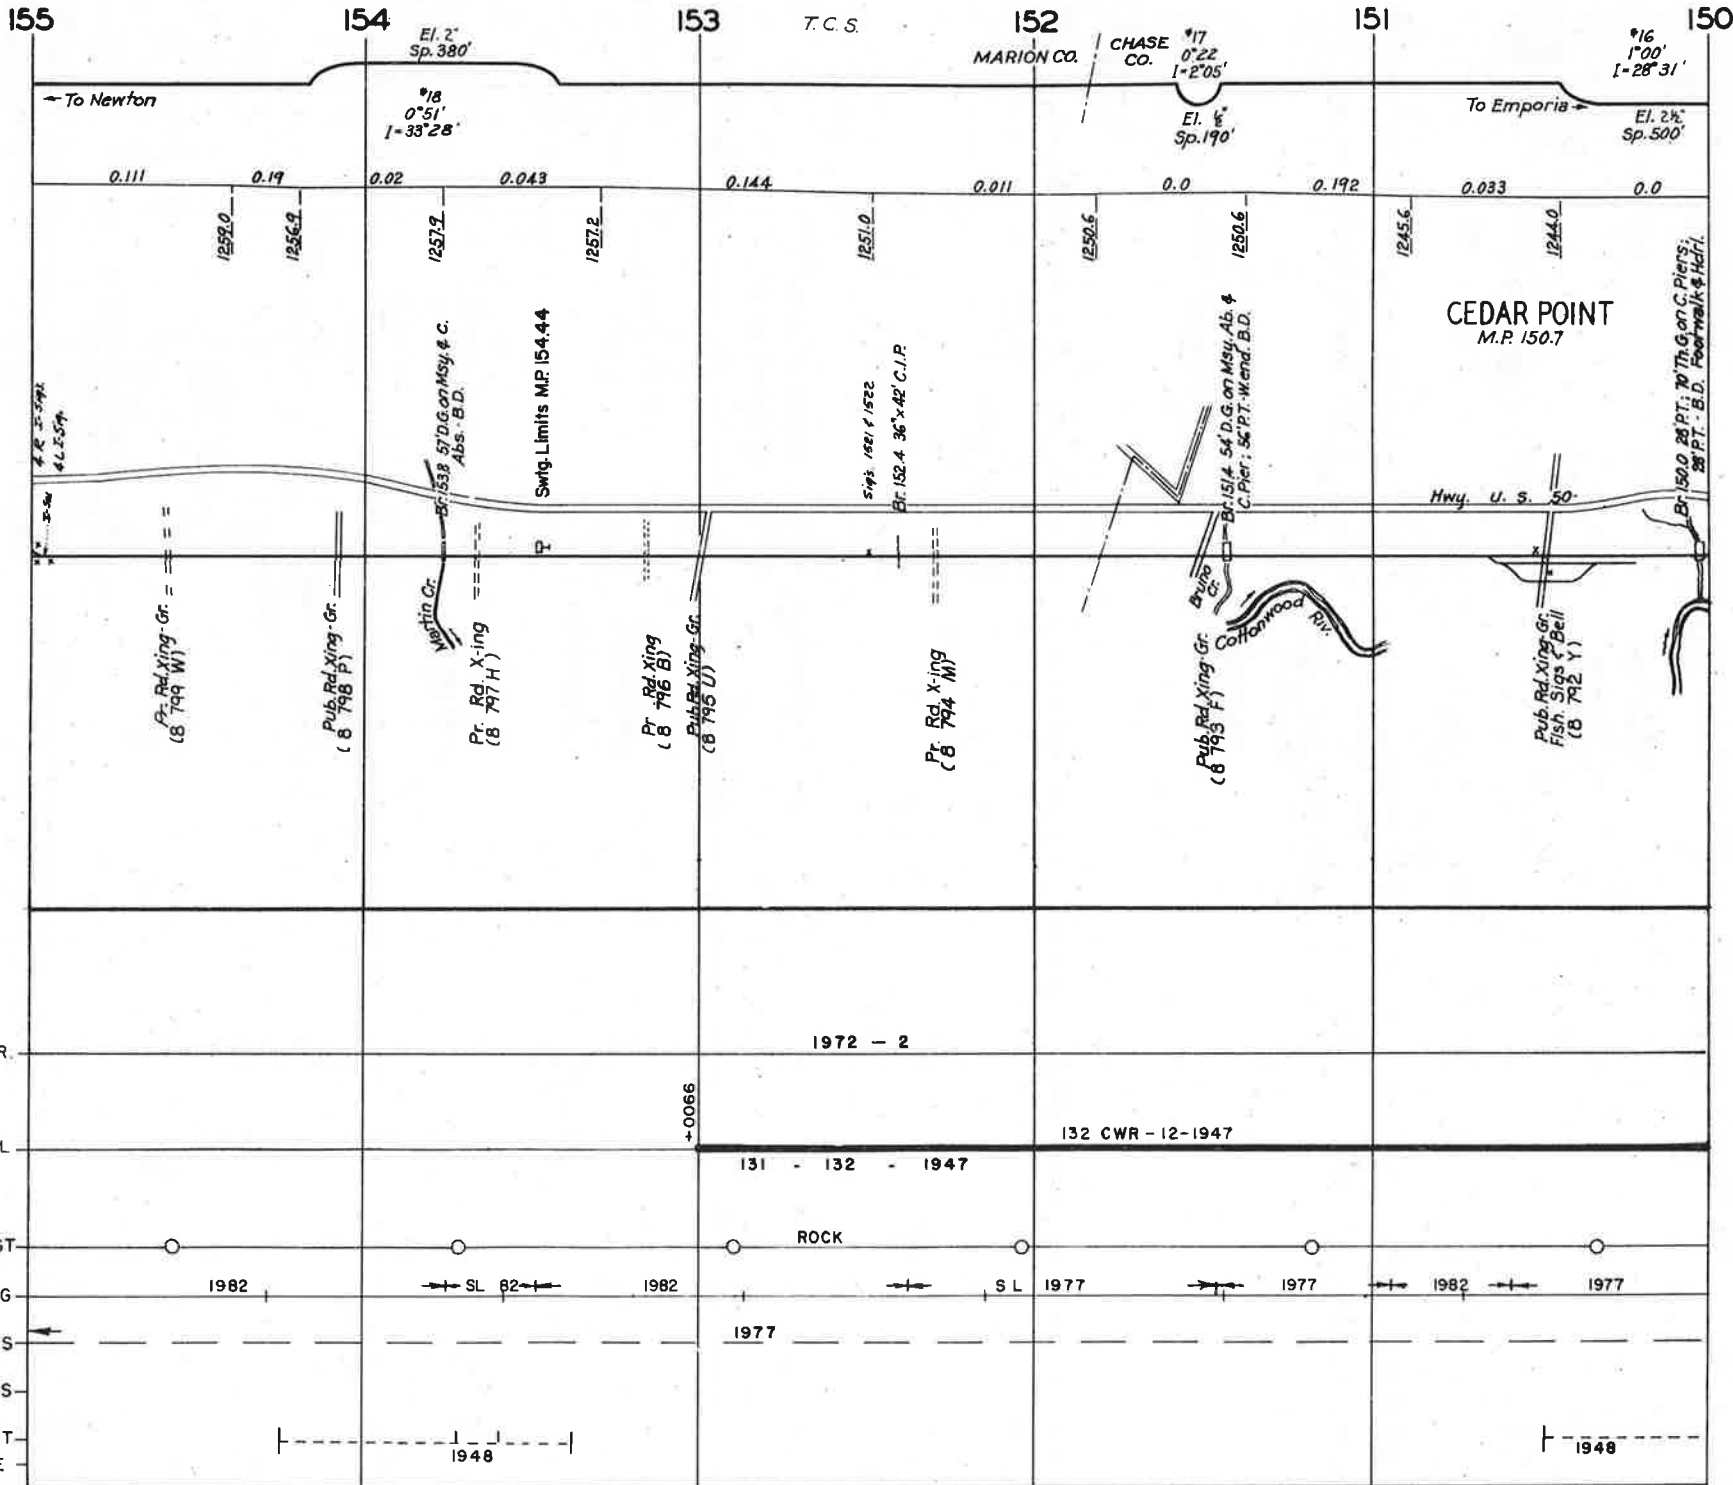 155 154 153 T.C.S. 152 151 150
El. 2"
Sp. 380'
MARION CO.
CHASE
CO.
#17
0°22
I=2°05'
#16
1°00'
I=28°31'
← To Newton
#18
0°51'
I=33°28'
El. ½"
Sp. 190'
To Emporia →
El. 2½"
Sp. 500'
0.111 0.19 0.02 0.043 0.144 0.011 0.0 0.192 0.033 0.0
1259.0 1256.9 1257.9 1257.2 1251.0 1250.6 1250.6 1245.6 1244.0
CEDAR POINT
M.P. 150.7
4 L I-Sig.
Br. 153.8 57' D.G. on Msy. & C.
Abs. - B.D.
Swtg. Limits M.P. 154.44
Sigs. 1521 & 1522
Br. 152.4 36" x 42' C.I.P.
Br. 151.4 54' D.G. on Msy. Ab. &
C. Pier; 56' P.T.-W. end. B.D.
Br. 150.0 28' P.T.; 70' Th. G. on C. Piers;
28' P.T. - B.D. Footwalk & Hdrl.
Hwy. U. S. 50
Martin Cr.
Bruno
Cr.
Cottonwood Riv.
Pr. Rd. Xing-Gr.
(8 799 W)
Pub. Rd. Xing-Gr.
(8 798 P)
Pr. Rd. X-ing
(8 797 H)
Pr Rd. Xing
(8 796 B)
Pub. Rd. Xing-Gr.
(8 795 U)
Pr. Rd. X-ing
(8 794 M)
Pub. Rd. Xing-Gr.
(8 793 F)
Pub. Rd. Xing-Gr.
Flsh. Sigs & Bell
(8 792 Y)
R.
1972 - 2
+0066
L
132 CWR - 12 - 1947
131 - 132 - 1947
ST
ROCK
G
1982 SL 82 1982 S L 1977 1977 1982 1977
S
1977
S
T
1948 1948
E